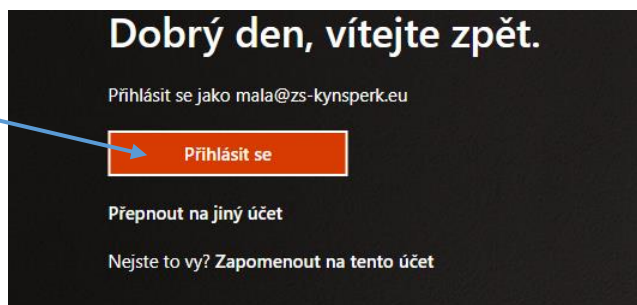 Dobrý den, vítejte zpět.
Přihlásit se jako mala@zs-kynsperk.eu
Přihlásit se
Přepnout na jiný účet
Nejste to vy? Zapomenout na tento účet